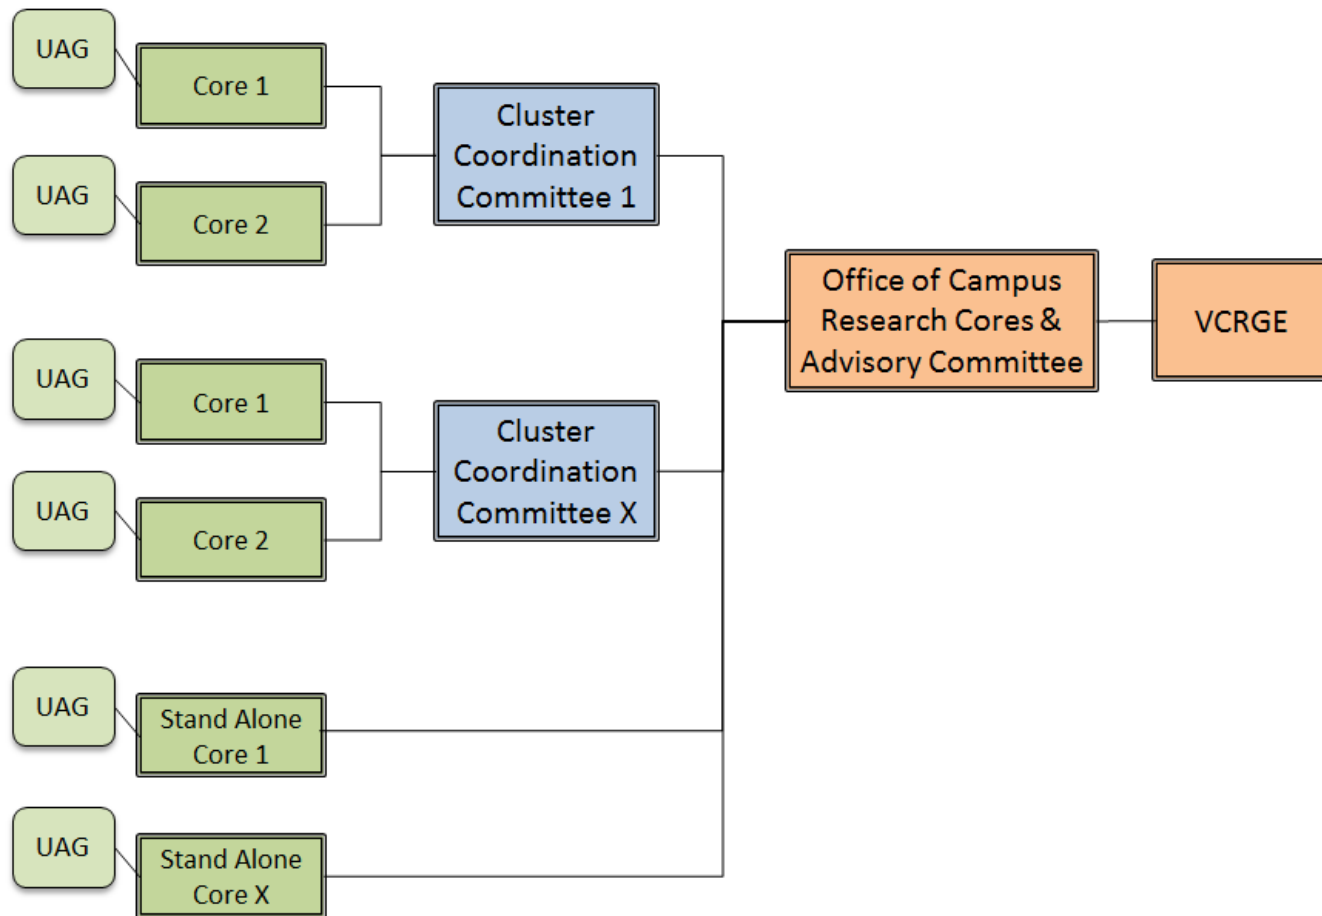 UAG
Core 1
UAG
Core 2
Cluster
Coordination
Committee 1
UAG
Core 1
UAG
Core 2
Cluster
Coordination
Committee X
UAG
Stand Alone
Core 1
UAG
Stand Alone
Core X
Office of Campus
Research Cores &
Advisory Committee
VCRGE